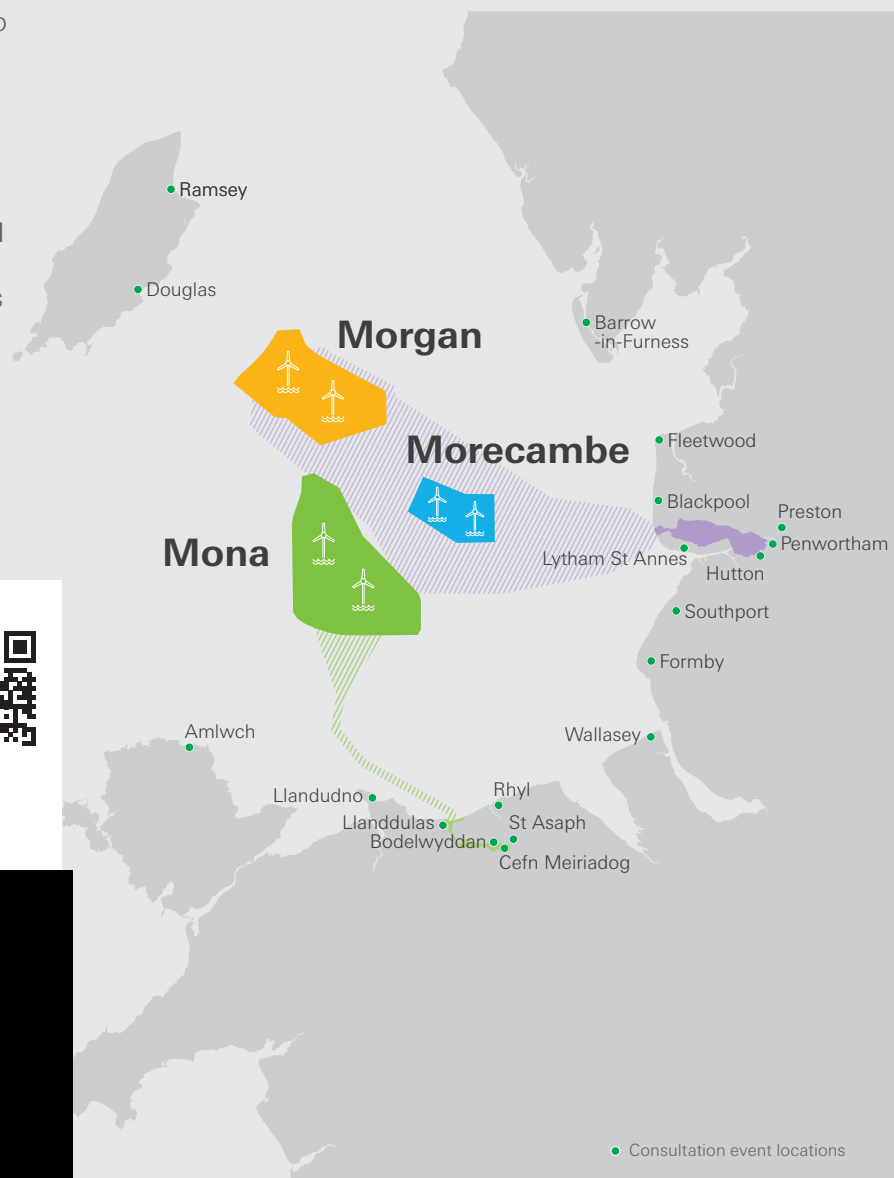 Ramsey
Douglas
Morgan
Barrow
-in-Furness
Morecambe
Fleetwood
Blackpool
Preston
Penwortham
Mona
Lytham St Annes
Hutton
Southport
Formby
Amlwch
Wallasey
Llandudno
Rhyl
Llanddulas
St Asaph
Bodelwyddan
Cefn Meiriadog
Consultation event locations